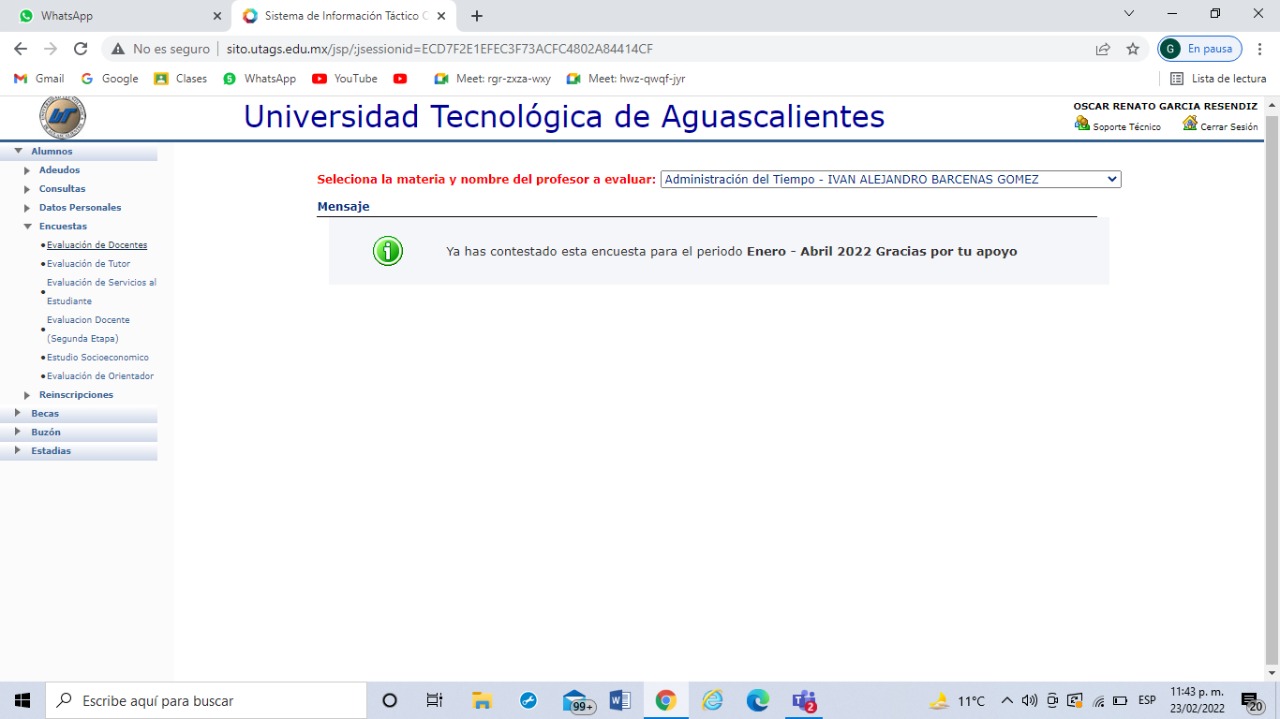 WhatsApp
Sistema de Información Táctico C
No es seguro
sito.utags.edu.mx/jsp/;jsessionid=ECD7F2E1EFEC3F73ACFC4802A84414CF
G En pausa
Gmail
Google
Clases
WhatsApp
YouTube
Meet: rgr-zxza-wxy
Meet: hwz-qwqf-jyr
Lista de lectura
Universidad Tecnológica de Aguascalientes
OSCAR RENATO GARCIA RESENDIZ
Soporte Técnico
Cerrar Sesión
Alumnos
Adeudos
Consultas
Datos Personales
Encuestas
Evaluación de Docentes
Evaluación de Tutor
Evaluación de Servicios al
Estudiante
Evaluacion Docente
(Segunda Etapa)
Estudio Socioeconomico
Evaluación de Orientador
Reinscripciones
Becas
Buzón
Estadias
Selecciona la materia y nombre del profesor a evaluar: Administración del Tiempo - IVAN ALEJANDRO BARCENAS GOMEZ
Mensaje
Ya has contestado esta encuesta para el periodo Enero - Abril 2022 Gracias por tu apoyo
Escribe aquí para buscar
99+
2
11°C
ESP
11:43 p. m.
23/02/2022
20